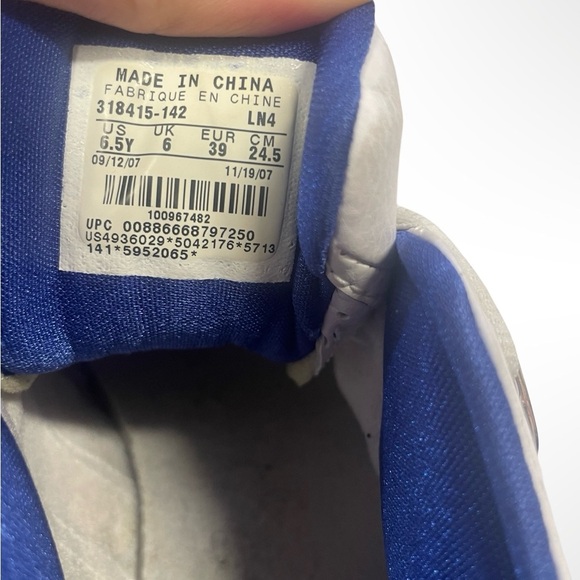 MADE IN CHINA
FABRIQUE EN CHINE
318415-142 LN4
US UK EUR CM
6.5Y 6 39 24.5
09/12/07 11/19/07
100967482
UPC 00886668797250
US4936029*5042176*5713
141*5952065*